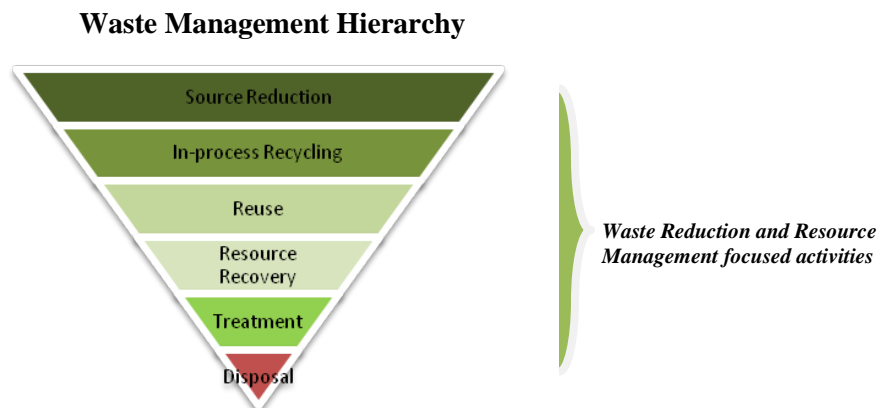 Waste Management Hierarchy
Source Reduction
In-process Recycling
Reuse
Resource
Recovery
Treatment
Disposal
Waste Reduction and Resource
Management focused activities